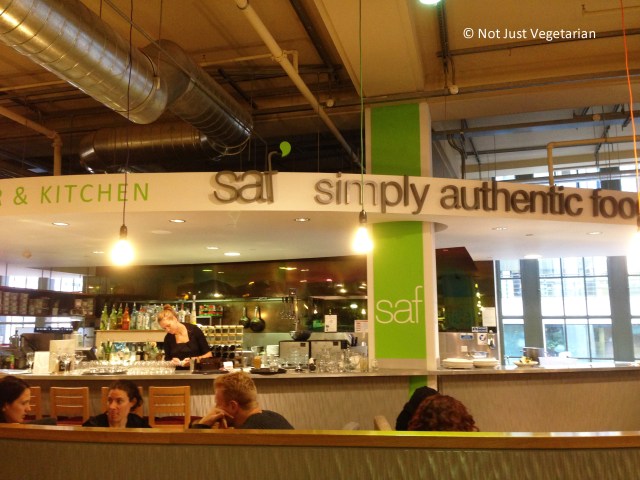 © Not Just Vegetarian
& KITCHEN
saf simply authentic foo
saf